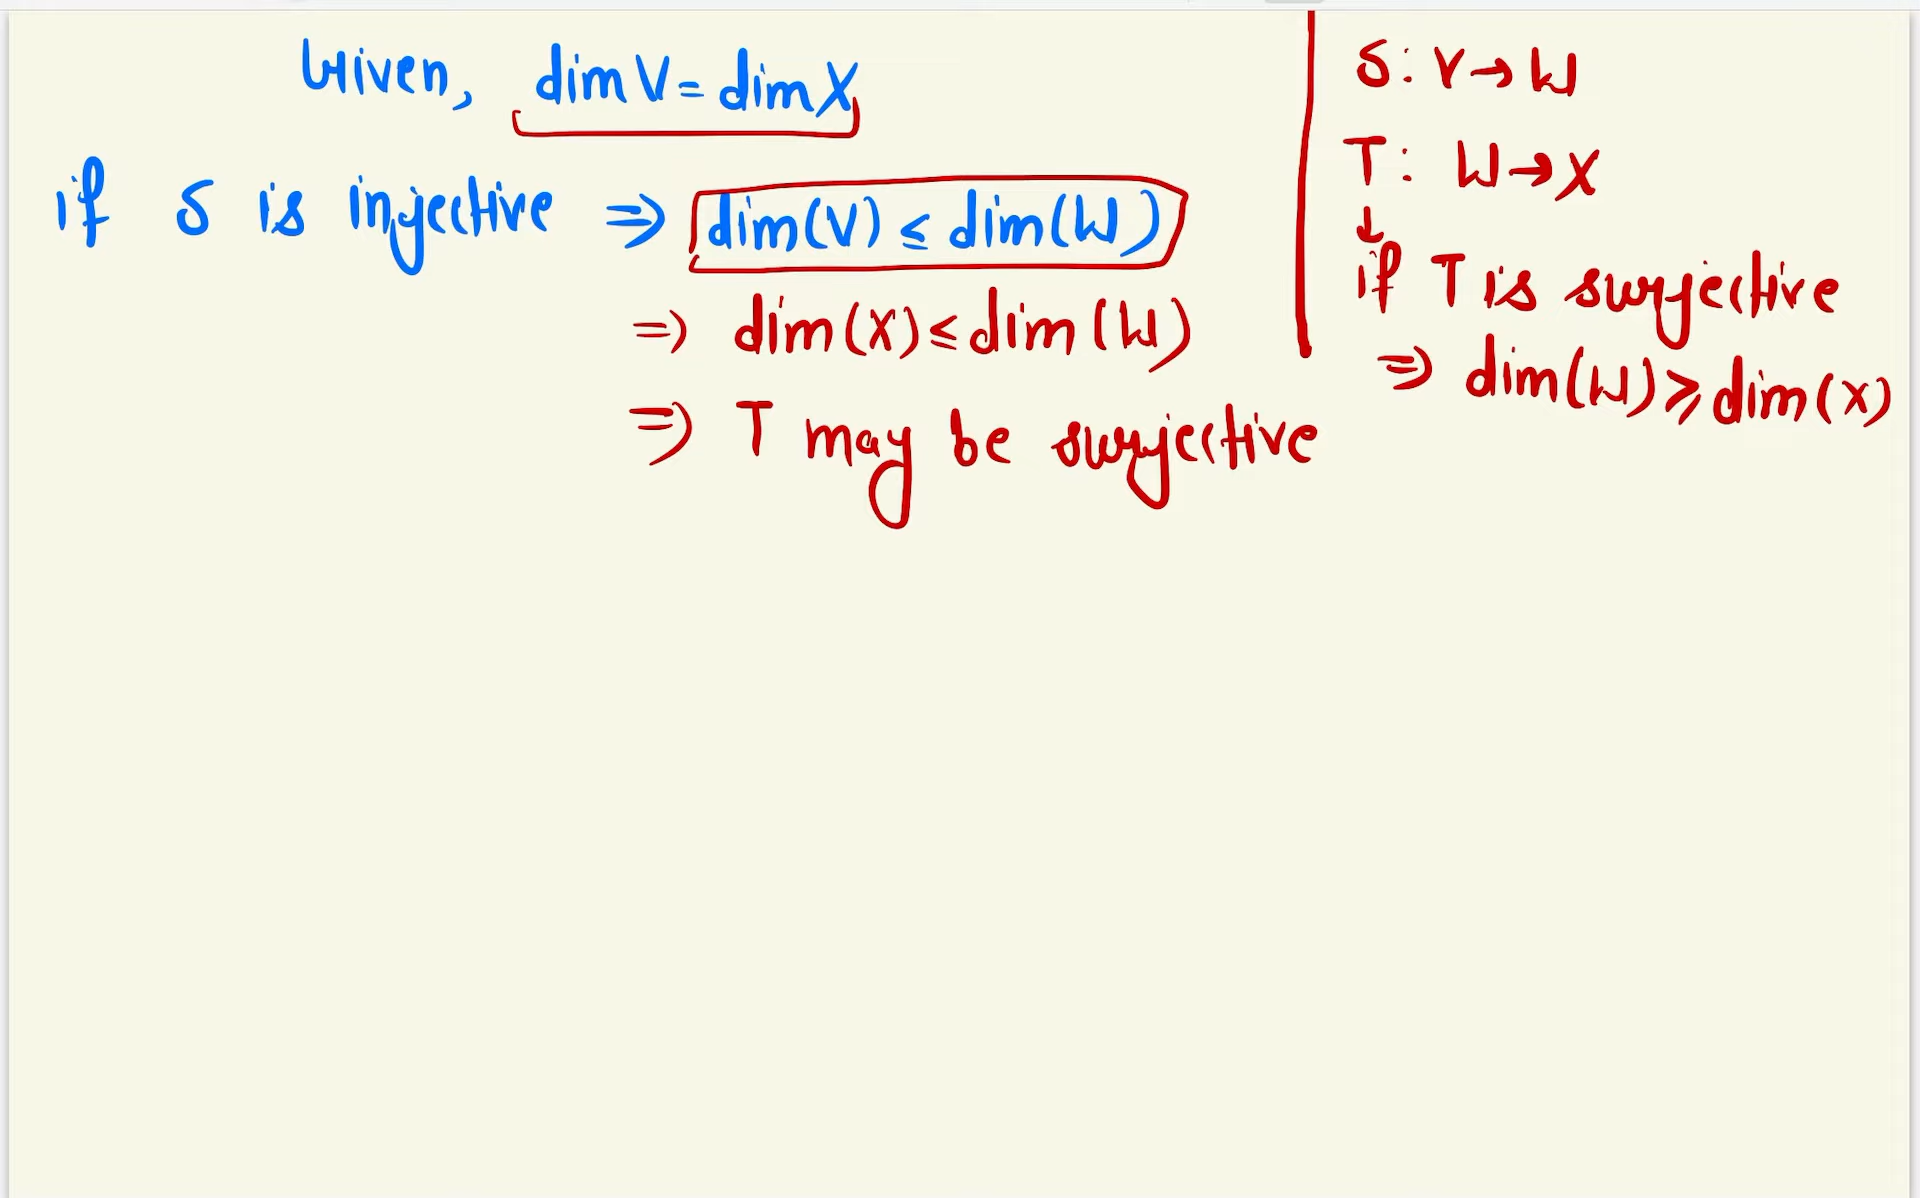 Given, dim V = dim X
if S is injective ⇒ dim(V) ≤ dim(W)
⇒ dim(X) ≤ dim(W)
⇒ T may be surjective
S: V → W
T: W → X
↓
if T is surjective
⇒ dim(W) ⩾ dim(X)